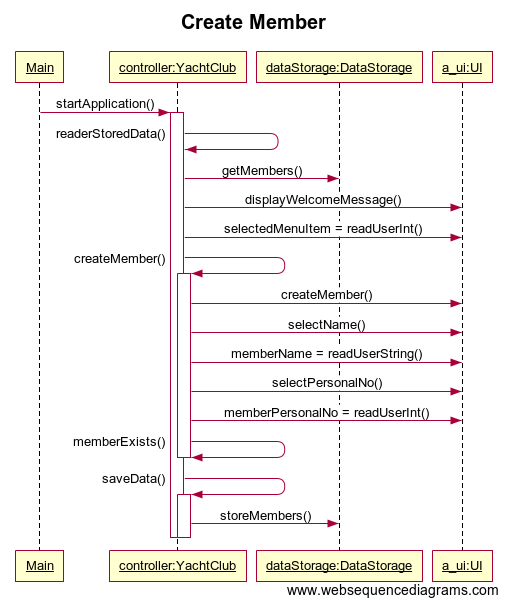 Create Member
Main
controller:YachtClub
dataStorage:DataStorage
a_ui:UI
startApplication()
readerStoredData()
getMembers()
displayWelcomeMessage()
selectedMenuItem = readUserInt()
createMember()
createMember()
selectName()
memberName = readUserString()
selectPersonalNo()
memberPersonalNo = readUserInt()
memberExists()
saveData()
storeMembers()
Main
controller:YachtClub
dataStorage:DataStorage
a_ui:UI
www.websequencediagrams.com